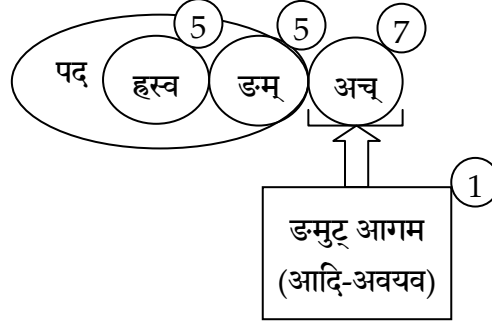 5 5 7
पद ह्रस्व ङम् अच्
1
ङमुट् आगम
(आदि-अवयव)